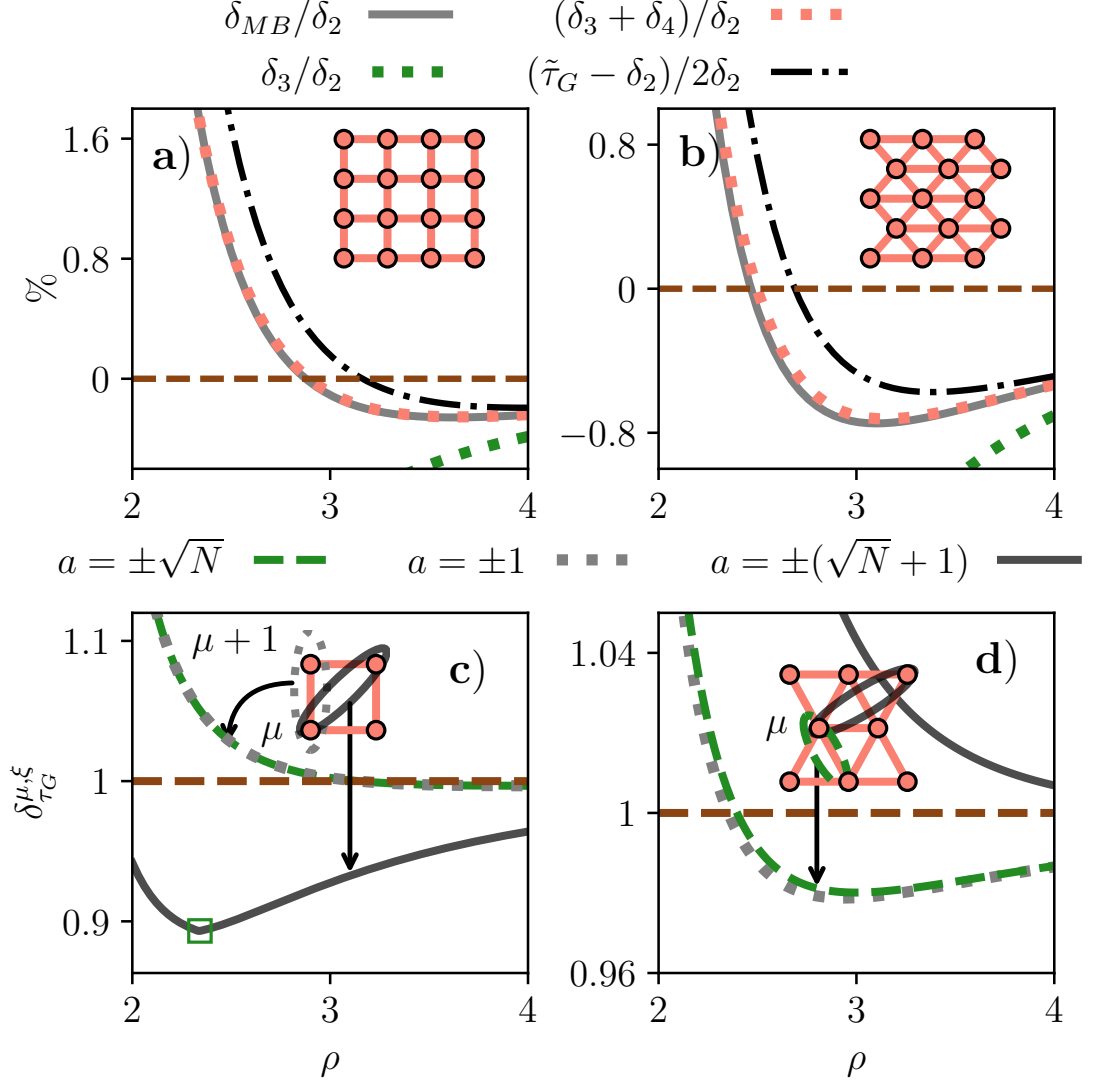 δ_{MB}/δ_2 (δ_3 + δ_4)/δ_2
δ_3/δ_2 (τ̃_G − δ_2)/2δ_2
a) b)
1.6
0.8
0
%
2 3 4
0.8
0
−0.8
2 3 4
a = ±√N a = ±1 a = ±(√N + 1)
c) d)
μ + 1
μ
1.1
1
0.9
δ_{τ_G}^{μ,ξ}
2 3 4
ρ
μ
1.04
1
0.96
2 3 4
ρ